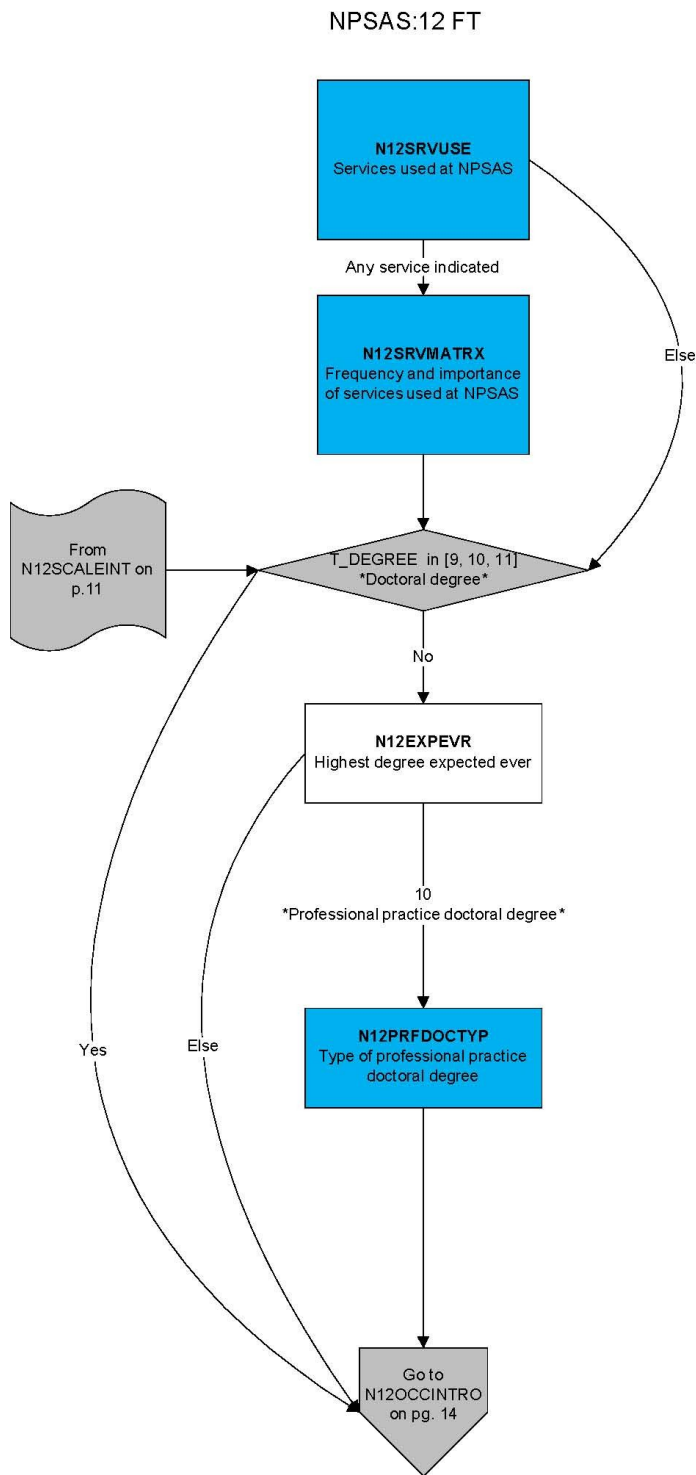 NPSAS:12 FT
N12SRVUSE
Services used at NPSAS
Any service indicated
N12SRVMATRX
Frequency and importance
of services used at NPSAS
Else
From
N12SCALEINT on
p.11
T_DEGREE in [9, 10, 11]
*Doctoral degree*
No
N12EXPEVR
Highest degree expected ever
10
*Professional practice doctoral degree*
N12PRFDOCTYP
Type of professional practice
doctoral degree
Yes
Else
Go to
N12OCCINTRO
on pg. 14